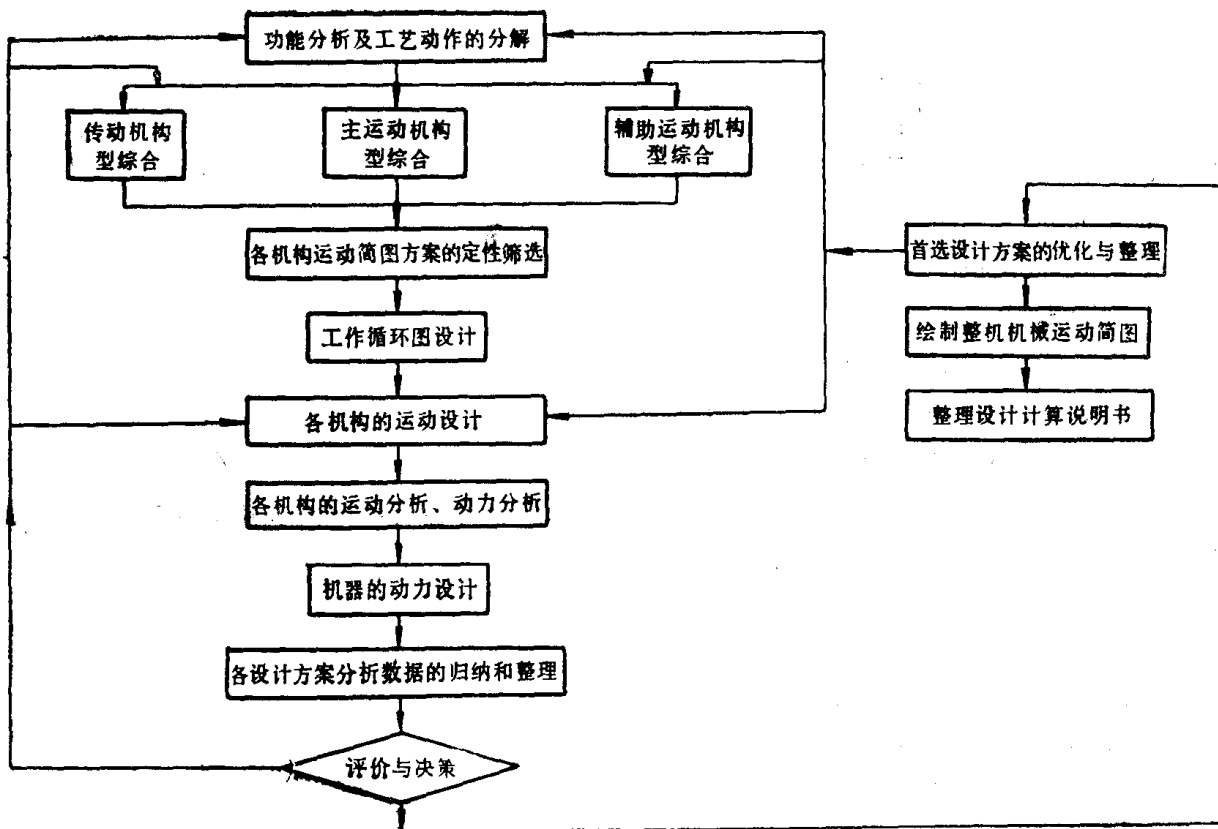 功能分析及工艺动作的分解
传动机构
型综合
主运动机构
型综合
辅助运动机构
型综合
各机构运动简图方案的定性筛选
工作循环图设计
各机构的运动设计
各机构的运动分析、动力分析
机器的动力设计
各设计方案分析数据的归纳和整理
评价与决策
首选设计方案的优化与整理
绘制整机机械运动简图
整理设计计算说明书